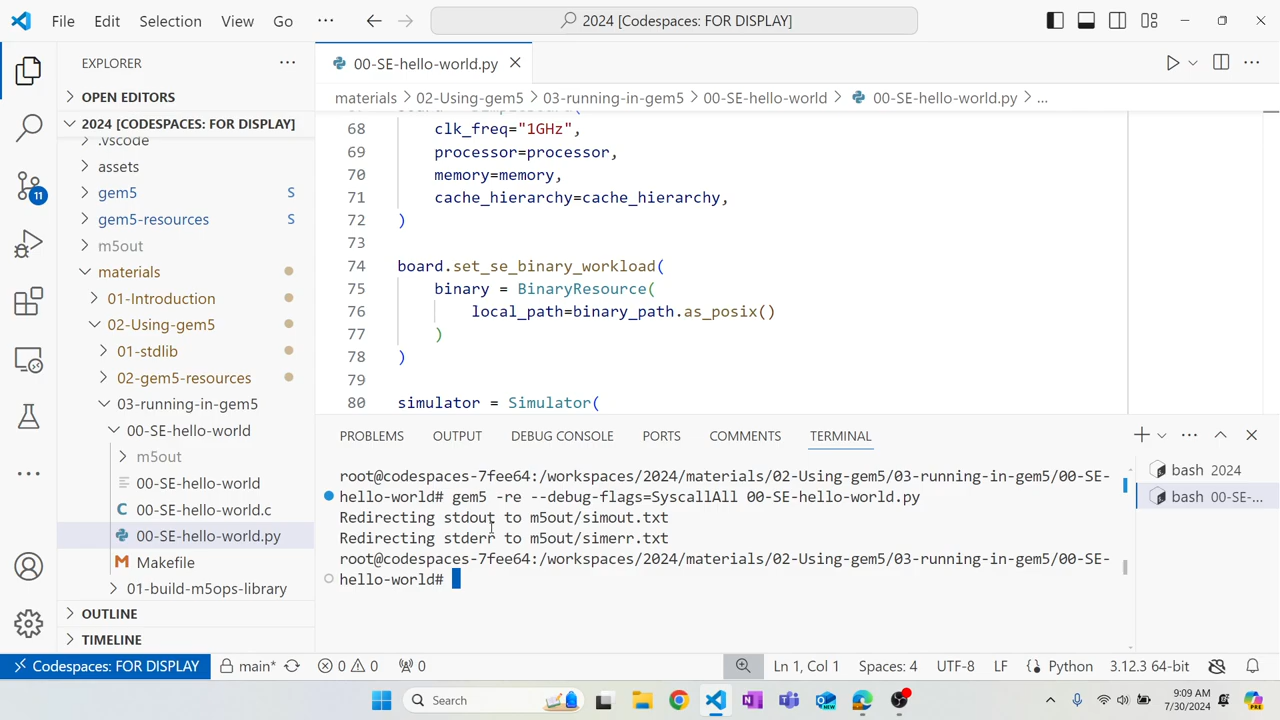 File Edit Selection View Go ··· 2024 [Codespaces: FOR DISPLAY]
EXPLORER
OPEN EDITORS
2024 [CODESPACES: FOR DISPLAY]
.vscode
assets
gem5 S
gem5-resources S
m5out
materials
01-Introduction
02-Using-gem5
01-stdlib
02-gem5-resources
03-running-in-gem5
00-SE-hello-world
m5out
00-SE-hello-world
C 00-SE-hello-world.c
00-SE-hello-world.py
M Makefile
01-build-m5ops-library
OUTLINE
TIMELINE
11
00-SE-hello-world.py
materials > 02-Using-gem5 > 03-running-in-gem5 > 00-SE-hello-world > 00-SE-hello-world.py > ...
68 clk_freq="1GHz",
69 processor=processor,
70 memory=memory,
71 cache_hierarchy=cache_hierarchy,
72 )
73
74 board.set_se_binary_workload(
75 binary = BinaryResource(
76 local_path=binary_path.as_posix()
77 )
78 )
79
80 simulator = Simulator(
PROBLEMS OUTPUT DEBUG CONSOLE PORTS COMMENTS TERMINAL
root@codespaces-7fee64:/workspaces/2024/materials/02-Using-gem5/03-running-in-gem5/00-SE-
hello-world# gem5 -re --debug-flags=SyscallAll 00-SE-hello-world.py
Redirecting stdout to m5out/simout.txt
Redirecting stderr to m5out/simerr.txt
root@codespaces-7fee64:/workspaces/2024/materials/02-Using-gem5/03-running-in-gem5/00-SE-
hello-world#
bash 2024
bash 00-SE-...
Codespaces: FOR DISPLAY main* 0 0 0 Ln 1, Col 1 Spaces: 4 UTF-8 LF Python 3.12.3 64-bit
Search
9:09 AM
7/30/2024